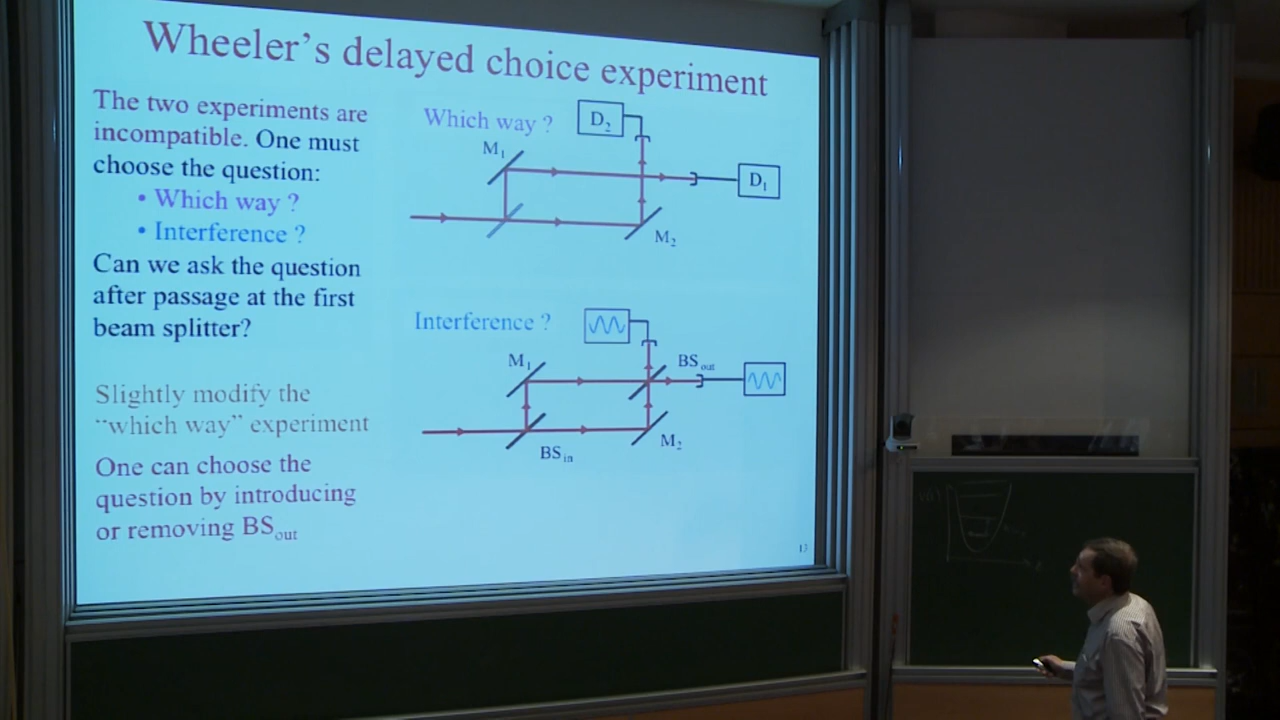 Wheeler's delayed choice experiment
The two experiments are
incompatible. One must
choose the question:
• Which way ?
• Interference ?
Can we ask the question
after passage at the first
beam splitter?
Slightly modify the
“which way” experiment
One can choose the
question by introducing
or removing BSout
Which way ?
D2
M1
D1
M2
Interference ?
M1
BSout
M2
BSin
13